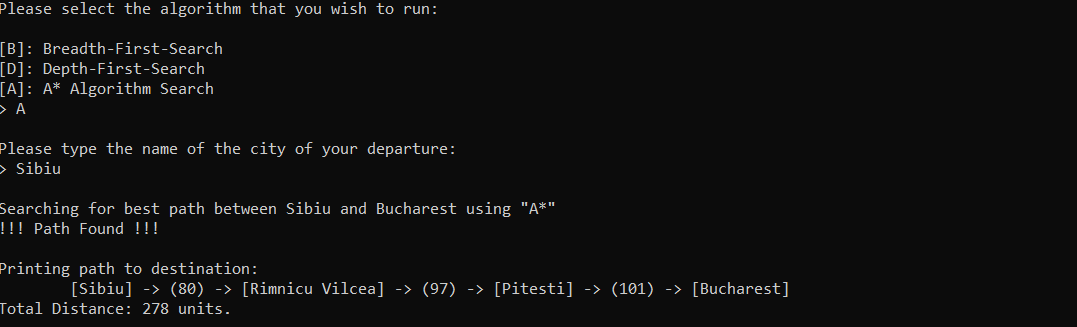 Please select the algorithm that you wish to run:
[B]: Breadth-First-Search
[D]: Depth-First-Search
[A]: A* Algorithm Search
> A
Please type the name of the city of your departure:
> Sibiu
Searching for best path between Sibiu and Bucharest using "A*"
!!! Path Found !!!
Printing path to destination:
[Sibiu] -> (80) -> [Rimnicu Vilcea] -> (97) -> [Pitesti] -> (101) -> [Bucharest]
Total Distance: 278 units.